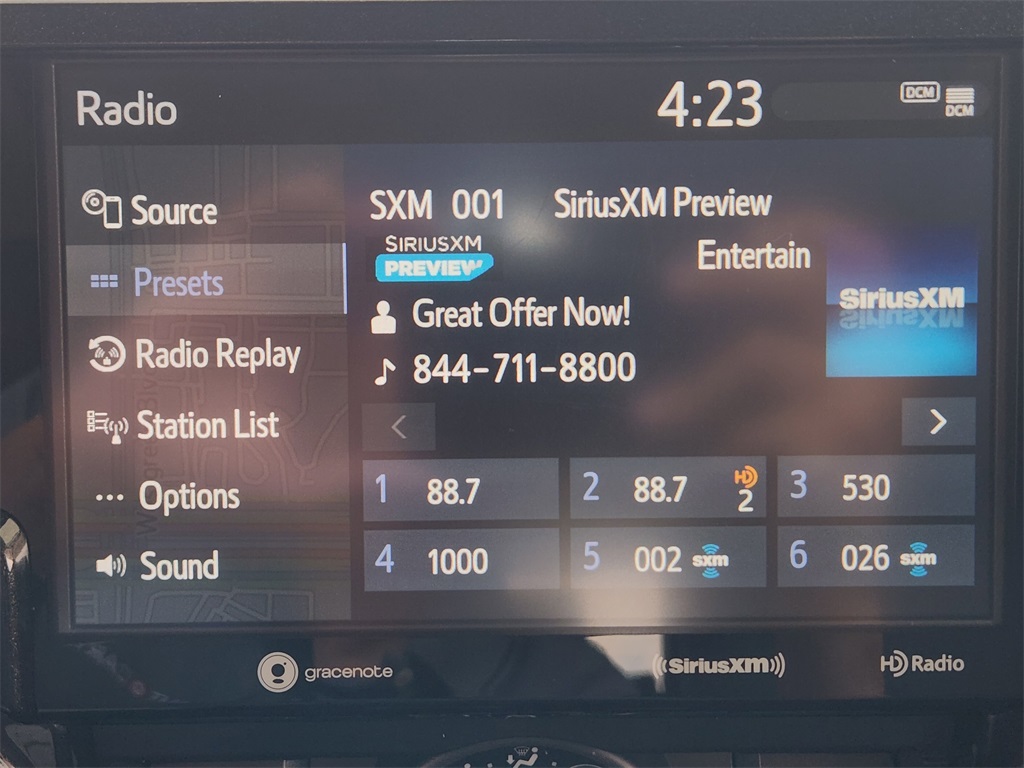 Radio 4:23 DCM
DCM
Source
Presets
Radio Replay
Station List
Options
Sound
SXM 001 SiriusXM Preview
SIRIUSXM
PREVIEW
Entertain
SiriusXM
Great Offer Now!
844-711-8800
< >
1 88.7 2 88.7 HD 2 3 530
4 1000 5 002 sxm 6 026 sxm
gracenote SiriusXM HD Radio